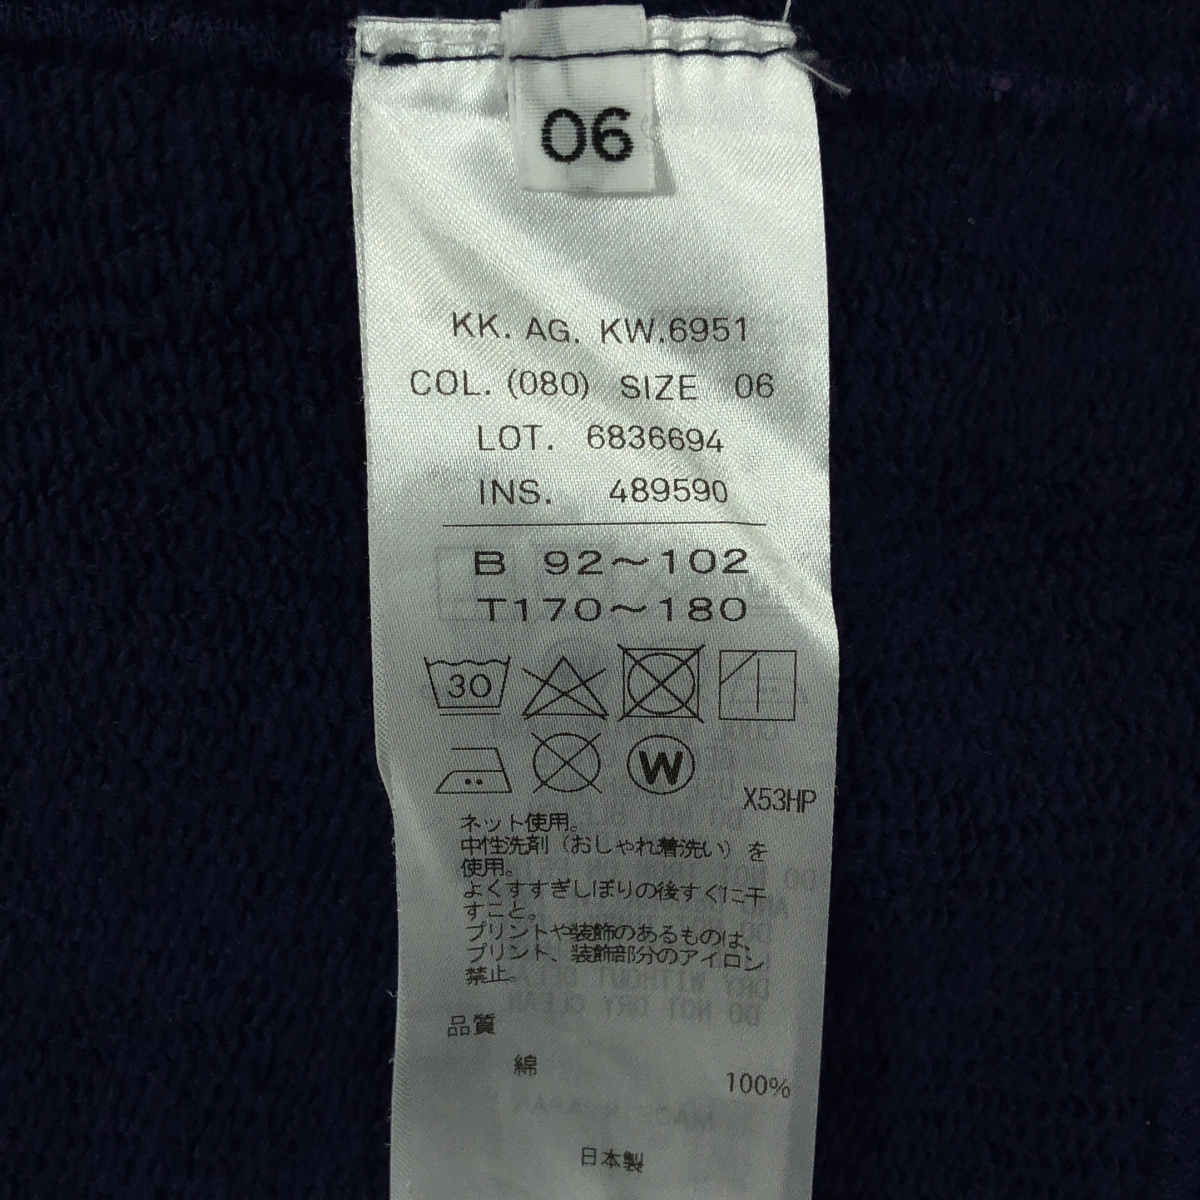 06
KK. AG. KW.6951
COL. (080) SIZE 06
LOT. 6836694
INS. 489590
B 92～102
T170～180
30
W
X53HP
ネット使用。
中性洗剤（おしゃれ着洗い）を
使用。
よくすすぎしぼりの後すぐに干
すこと。
プリントや装飾のあるものは、
プリント、装飾部分のアイロン
禁止。
品質
綿 100%
日本製